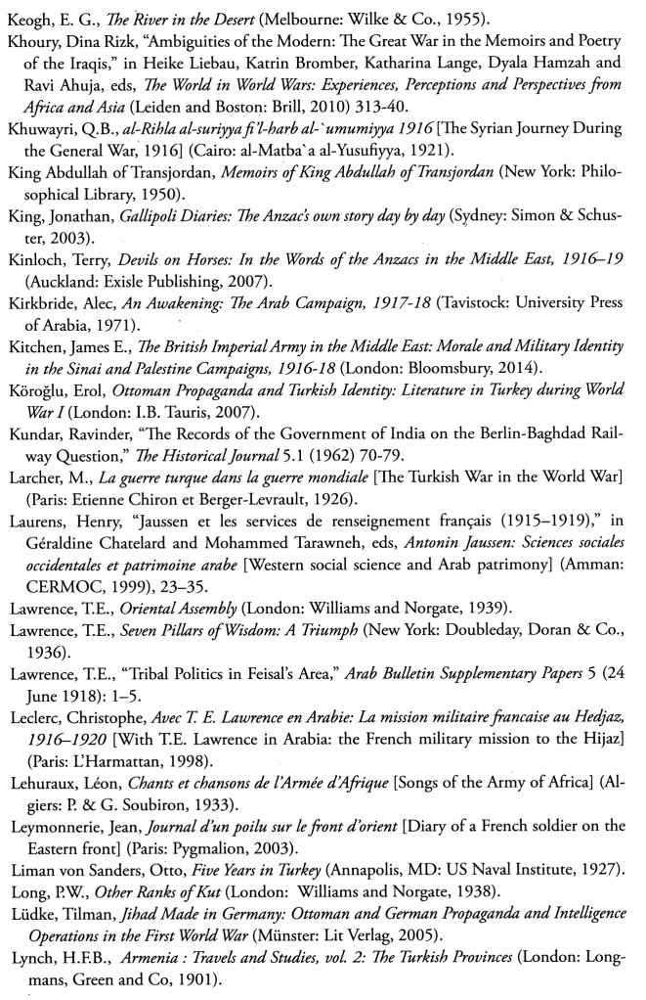 Keogh, E. G., The River in the Desert (Melbourne: Wilke & Co., 1955).
Khoury, Dina Rizk, “Ambiguities of the Modern: The Great War in the Memoirs and Poetry
of the Iraqis,” in Heike Liebau, Katrin Bromber, Katharina Lange, Dyala Hamzah and
Ravi Ahuja, eds, The World in World Wars: Experiences, Perceptions and Perspectives from
Africa and Asia (Leiden and Boston: Brill, 2010) 313-40.
Khuwayri, Q.B., al-Rihla al-suriyya fi’l-harb al-`umumiyya 1916 [The Syrian Journey During
the General War, 1916] (Cairo: al-Matba`a al-Yusufiyya, 1921).
King Abdullah of Transjordan, Memoirs of King Abdullah of Transjordan (New York: Philo-
sophical Library, 1950).
King, Jonathan, Gallipoli Diaries: The Anzac’s own story day by day (Sydney: Simon & Schus-
ter, 2003).
Kinloch, Terry, Devils on Horses: In the Words of the Anzacs in the Middle East, 1916–19
(Auckland: Exisle Publishing, 2007).
Kirkbride, Alec, An Awakening: The Arab Campaign, 1917-18 (Tavistock: University Press
of Arabia, 1971).
Kitchen, James E., The British Imperial Army in the Middle East: Morale and Military Identity
in the Sinai and Palestine Campaigns, 1916-18 (London: Bloomsbury, 2014).
Köroğlu, Erol, Ottoman Propaganda and Turkish Identity: Literature in Turkey during World
War I (London: I.B. Tauris, 2007).
Kundar, Ravinder, “The Records of the Government of India on the Berlin-Baghdad Rail-
way Question,” The Historical Journal 5.1 (1962) 70-79.
Larcher, M., La guerre turque dans la guerre mondiale [The Turkish War in the World War]
(Paris: Etienne Chiron et Berger-Levrault, 1926).
Laurens, Henry, “Jaussen et les services de renseignement français (1915–1919),” in
Géraldine Chatelard and Mohammed Tarawneh, eds, Antonin Jaussen: Sciences sociales
occidentales et patrimoine arabe [Western social science and Arab patrimony] (Amman:
CERMOC, 1999), 23–35.
Lawrence, T.E., Oriental Assembly (London: Williams and Norgate, 1939).
Lawrence, T.E., Seven Pillars of Wisdom: A Triumph (New York: Doubleday, Doran & Co.,
1936).
Lawrence, T.E., “Tribal Politics in Feisal’s Area,” Arab Bulletin Supplementary Papers 5 (24
June 1918): 1–5.
Leclerc, Christophe, Avec T. E. Lawrence en Arabie: La mission militaire francaise au Hedjaz,
1916–1920 [With T.E. Lawrence in Arabia: the French military mission to the Hijaz]
(Paris: L’Harmattan, 1998).
Lehuraux, Léon, Chants et chansons de l’Armée d’Afrique [Songs of the Army of Africa] (Al-
giers: P. & G. Soubiron, 1933).
Leymonnerie, Jean, Journal d’un poilu sur le front d’orient [Diary of a French soldier on the
Eastern front] (Paris: Pygmalion, 2003).
Liman von Sanders, Otto, Five Years in Turkey (Annapolis, MD: US Naval Institute, 1927).
Long, P.W., Other Ranks of Kut (London: Williams and Norgate, 1938).
Lüdke, Tilman, Jihad Made in Germany: Ottoman and German Propaganda and Intelligence
Operations in the First World War (Münster: Lit Verlag, 2005).
Lynch, H.F.B., Armenia : Travels and Studies, vol. 2: The Turkish Provinces (London: Long-
mans, Green and Co, 1901).